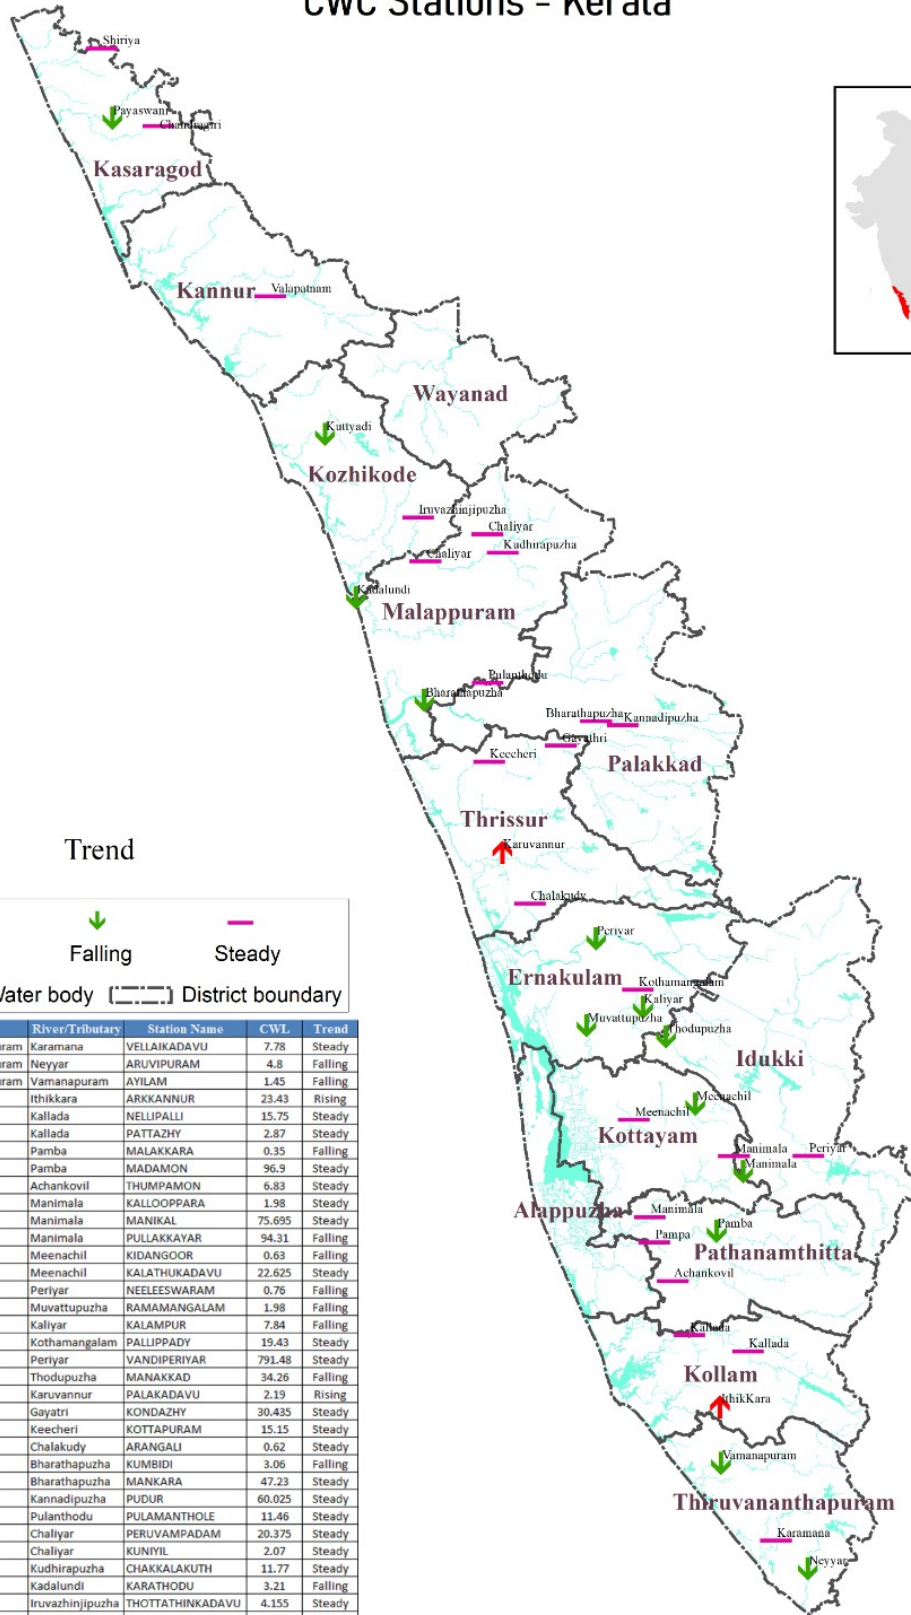 CWC Stations - Kerala
Shiriya
Payaswani
Chandragiri
Kasaragod
Kannur
Valapatnam
Wayanad
Kuttyadi
Kozhikode
Iruvazhinjipuzha
Chaliyar
Kudhirapuzha
Chaliyar
Kadalundi
Malappuram
Pulanthodu
Bharathapuzha
Bharathapuzha
Kannadipuzha
Gayathri
Keecheri
Palakkad
Thrissur
Karuvannur
Chalakudy
Periyar
Ernakulam
Kothamangalam
Kaliyar
Muvattupuzha
Thodupuzha
Idukki
Meenachil
Meenachil
Kottayam
Manimala
Periyar
Manimala
Alappuzha
Manimala
Pamba
Pampa
Pathanamthitta
Achankovil
Kallada
Kallada
Kollam
IthikKara
Vamanapuram
Thiruvananthapuram
Karamana
Neyyar
Trend
Falling Steady
Water body District boundary
River/Tributary Station Name CWL Trend
uram Karamana VELLAIKADAVU 7.78 Steady
uram Neyyar ARUVIPURAM 4.8 Falling
uram Vamanapuram AYILAM 1.45 Falling
Ithikkara ARKKANNUR 23.43 Rising
Kallada NELLIPALLI 15.75 Steady
Kallada PATTAZHY 2.87 Steady
Pamba MALAKKARA 0.35 Falling
Pamba MADAMON 96.9 Steady
Achankovil THUMPAMON 6.83 Steady
Manimala KALLOOPPARA 1.98 Steady
Manimala MANIKAL 75.695 Steady
Manimala PULLAKKAYAR 94.31 Falling
Meenachil KIDANGOOR 0.63 Falling
Meenachil KALATHUKADAVU 22.625 Steady
Periyar NEELEESWARAM 0.76 Falling
Muvattupuzha RAMAMANGALAM 1.98 Falling
Kaliyar KALAMPUR 7.84 Falling
Kothamangalam PALLIPPADY 19.43 Steady
Periyar VANDIPERIYAR 791.48 Steady
Thodupuzha MANAKKAD 34.26 Falling
Karuvannur PALAKADAVU 2.19 Rising
Gayatri KONDAZHY 30.435 Steady
Keecheri KOTTAPURAM 15.15 Steady
Chalakudy ARANGALI 0.62 Steady
Bharathapuzha KUMBIDI 3.06 Falling
Bharathapuzha MANKARA 47.23 Steady
Kannadipuzha PUDUR 60.025 Steady
Pulanthodu PULAMANTHOLE 11.46 Steady
Chaliyar PERUVAMPADAM 20.375 Steady
Chaliyar KUNIYIL 2.07 Steady
Kudhirapuzha CHAKKALAKUTH 11.77 Steady
Kadalundi KARATHODU 3.21 Falling
Iruvazhinjipuzha THOTTATHINKADAVU 4.155 Steady